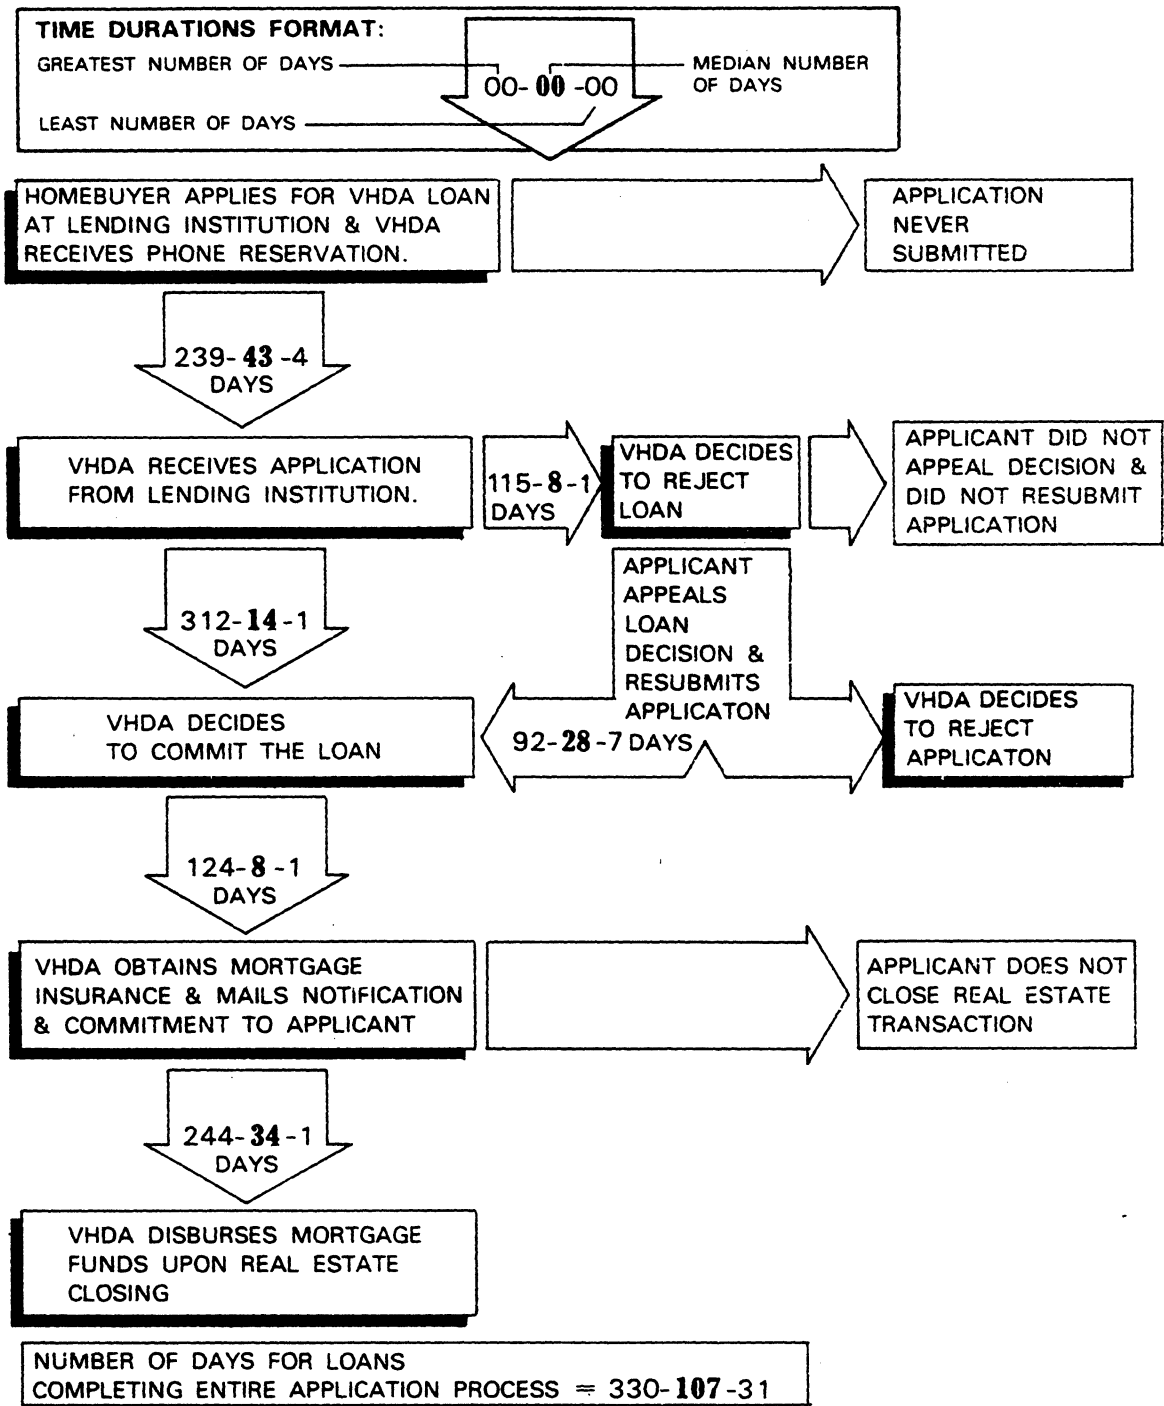 TIME DURATIONS FORMAT:
GREATEST NUMBER OF DAYS
00-00-00
MEDIAN NUMBER
OF DAYS
LEAST NUMBER OF DAYS
HOMEBUYER APPLIES FOR VHDA LOAN
AT LENDING INSTITUTION & VHDA
RECEIVES PHONE RESERVATION.
APPLICATION
NEVER
SUBMITTED
239-43-4
DAYS
VHDA RECEIVES APPLICATION
FROM LENDING INSTITUTION.
115-8-1
DAYS
VHDA DECIDES
TO REJECT
LOAN
APPLICANT DID NOT
APPEAL DECISION &
DID NOT RESUBMIT
APPLICATION
312-14-1
DAYS
APPLICANT
APPEALS
LOAN
DECISION &
RESUBMITS
APPLICATON
92-28-7 DAYS
VHDA DECIDES
TO COMMIT THE LOAN
VHDA DECIDES
TO REJECT
APPLICATON
124-8-1
DAYS
VHDA OBTAINS MORTGAGE
INSURANCE & MAILS NOTIFICATION
& COMMITMENT TO APPLICANT
APPLICANT DOES NOT
CLOSE REAL ESTATE
TRANSACTION
244-34-1
DAYS
VHDA DISBURSES MORTGAGE
FUNDS UPON REAL ESTATE
CLOSING
NUMBER OF DAYS FOR LOANS
COMPLETING ENTIRE APPLICATION PROCESS = 330-107-31